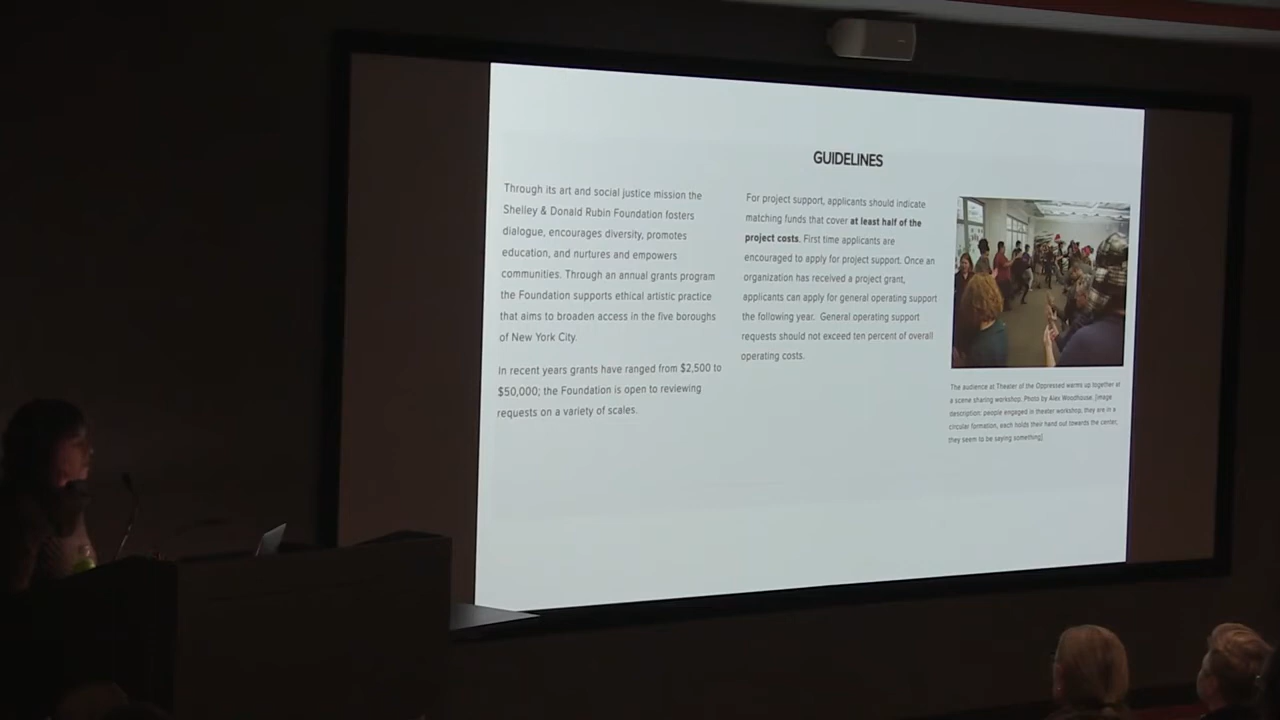 GUIDELINES
Through its art and social justice mission the
Shelley & Donald Rubin Foundation fosters
dialogue, encourages diversity, promotes
education, and nurtures and empowers
communities. Through an annual grants program
the Foundation supports ethical artistic practice
that aims to broaden access in the five boroughs
of New York City.
In recent years grants have ranged from $2,500 to
$50,000; the Foundation is open to reviewing
requests on a variety of scales.
For project support, applicants should indicate
matching funds that cover at least half of the
project costs. First time applicants are
encouraged to apply for project support. Once an
organization has received a project grant,
applicants can apply for general operating support
the following year. General operating support
requests should not exceed ten percent of overall
operating costs.
The audience at Theater of the Oppressed warms up together at
a scene sharing workshop. Photo by Alex Woodhouse. [image
description: people engaged in theater workshop, they are in a
circular formation, each holds their hand out towards the center,
they seem to be saying something]